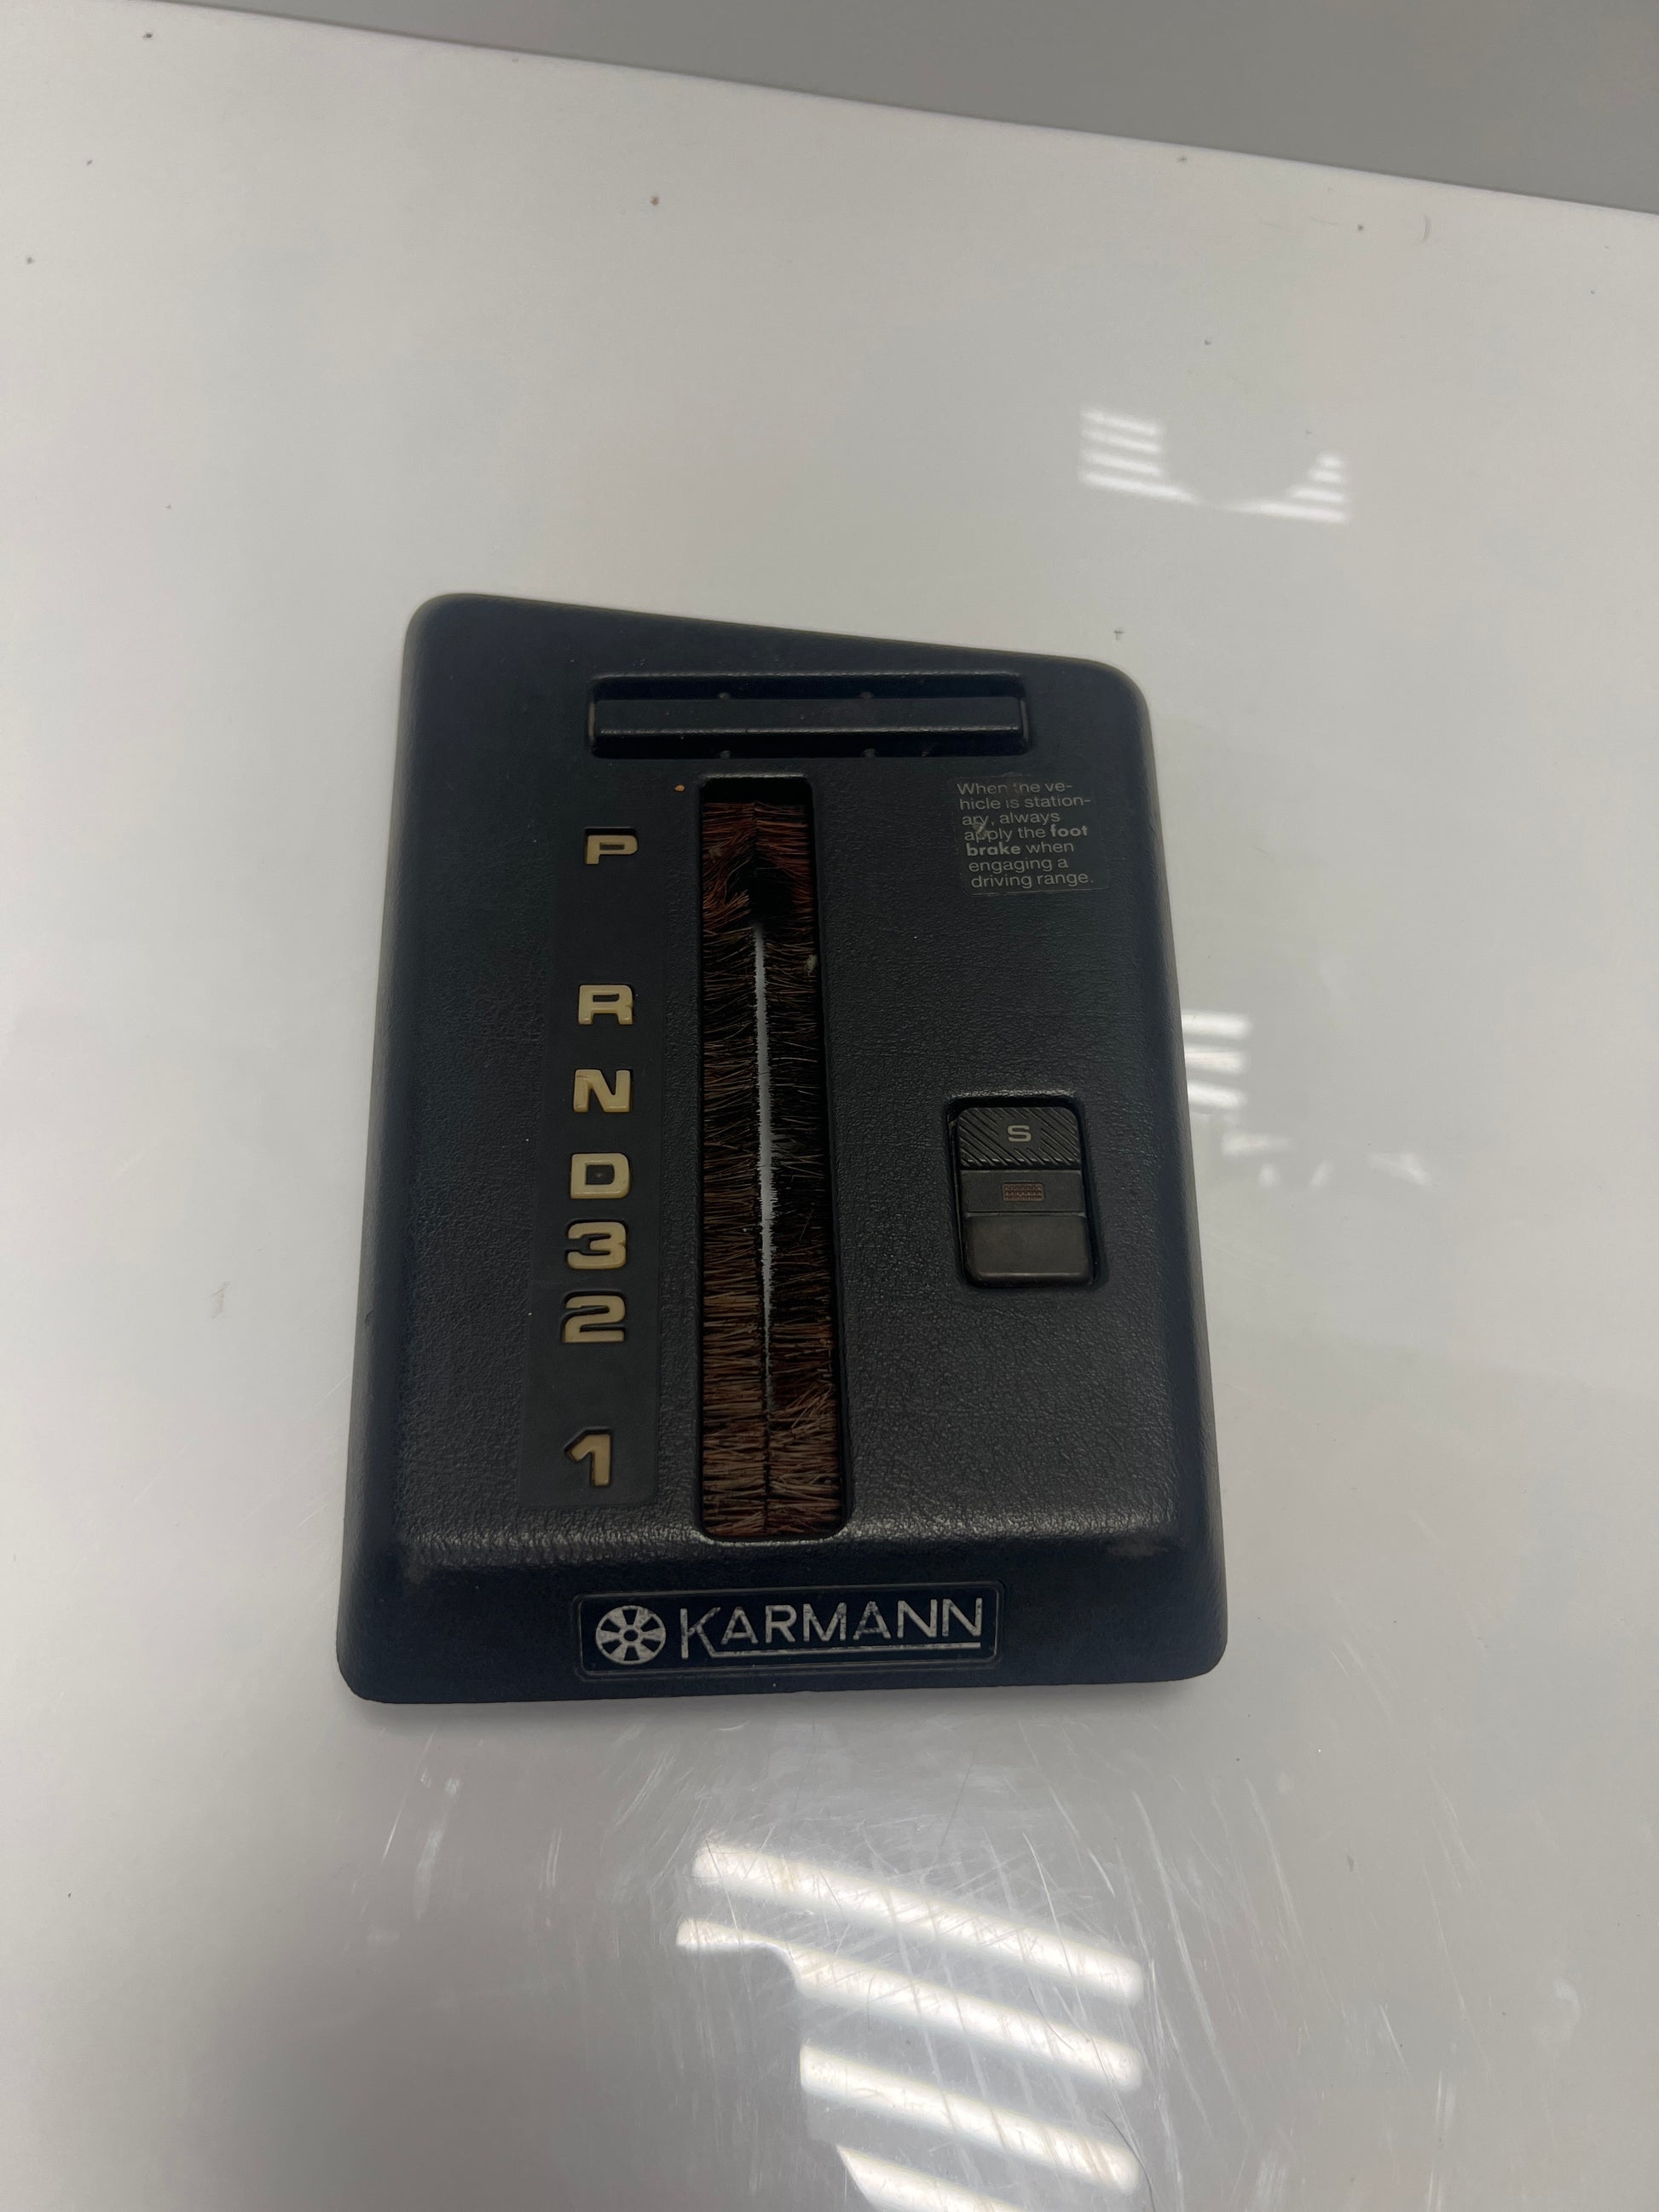 When the ve-
hicle is station-
ary, always
apply the foot
brake when
engaging a
driving range.
P
R
N
D
3
2
1
S
KARMANN